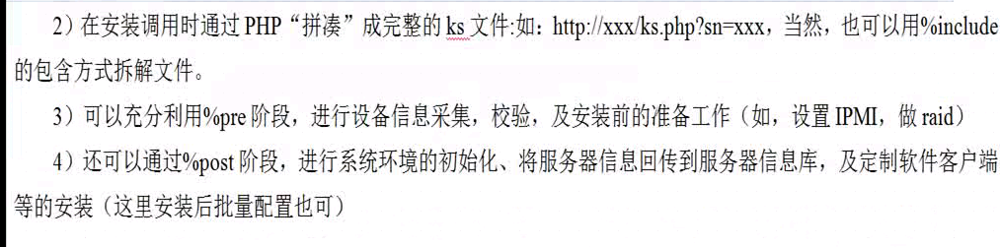 2）在安装调用时通过 PHP“拼凑”成完整的 ks 文件:如：http://xxx/ks.php?sn=xxx，当然，也可以用%include
的包含方式拆解文件。
3）可以充分利用%pre 阶段，进行设备信息采集，校验，及安装前的准备工作（如，设置 IPMI，做 raid）
4）还可以通过%post 阶段，进行系统环境的初始化、将服务器信息回传到服务器信息库，及定制软件客户端
等的安装（这里安装后批量配置也可）